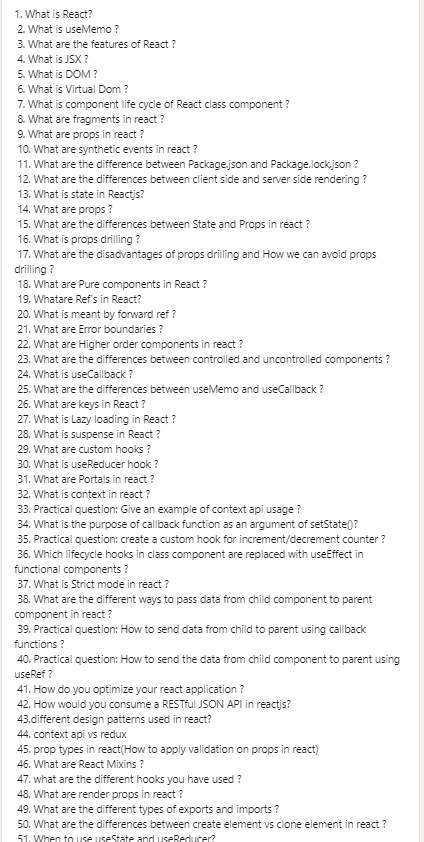 1. What is React?
2. What is useMemo ?
3. What are the features of React ?
4. What is JSX ?
5. What is DOM ?
6. What is Virtual Dom ?
7. What is component life cycle of React class component ?
8. What are fragments in react ?
9. What are props in react ?
10. What are synthetic events in react ?
11. What are the difference between Package.json and Package.lock.json ?
12. What are the differences between client side and server side rendering ?
13. What is state in Reactjs?
14. What are props ?
15. What are the differences between State and Props in react ?
16. What is props drilling ?
17. What are the disadvantages of props drilling and How we can avoid props
drilling ?
18. What are Pure components in React ?
19. Whatare Ref's in React?
20. What is meant by forward ref ?
21. What are Error boundaries ?
22. What are Higher order components in react ?
23. What are the differences between controlled and uncontrolled components ?
24. What is useCallback ?
25. What are the differences between useMemo and useCallback ?
26. What are keys in React ?
27. What is Lazy loading in React ?
28. What is suspense in React ?
29. What are custom hooks ?
30. What is useReducer hook ?
31. What are Portals in react ?
32. What is context in react ?
33. Practical question: Give an example of context api usage ?
34. What is the purpose of callback function as an argument of setState()?
35. Practical question: create a custom hook for increment/decrement counter ?
36. Which lifecycle hooks in class component are replaced with useEffect in
functional components ?
37. What is Strict mode in react ?
38. What are the different ways to pass data from child component to parent
component in react ?
39. Practical question: How to send data from child to parent using callback
functions ?
40. Practical question: How to send the data from child component to parent using
useRef ?
41. How do you optimize your react application ?
42. How would you consume a RESTful JSON API in reactjs?
43.different design patterns used in react?
44. context api vs redux
45. prop types in react(How to apply validation on props in react)
46. What are React Mixins ?
47. what are the different hooks you have used ?
48. What are render props in react ?
49. What are the different types of exports and imports ?
50. What are the differences between create element vs clone element in react ?
51. When to use useState and useReducer?